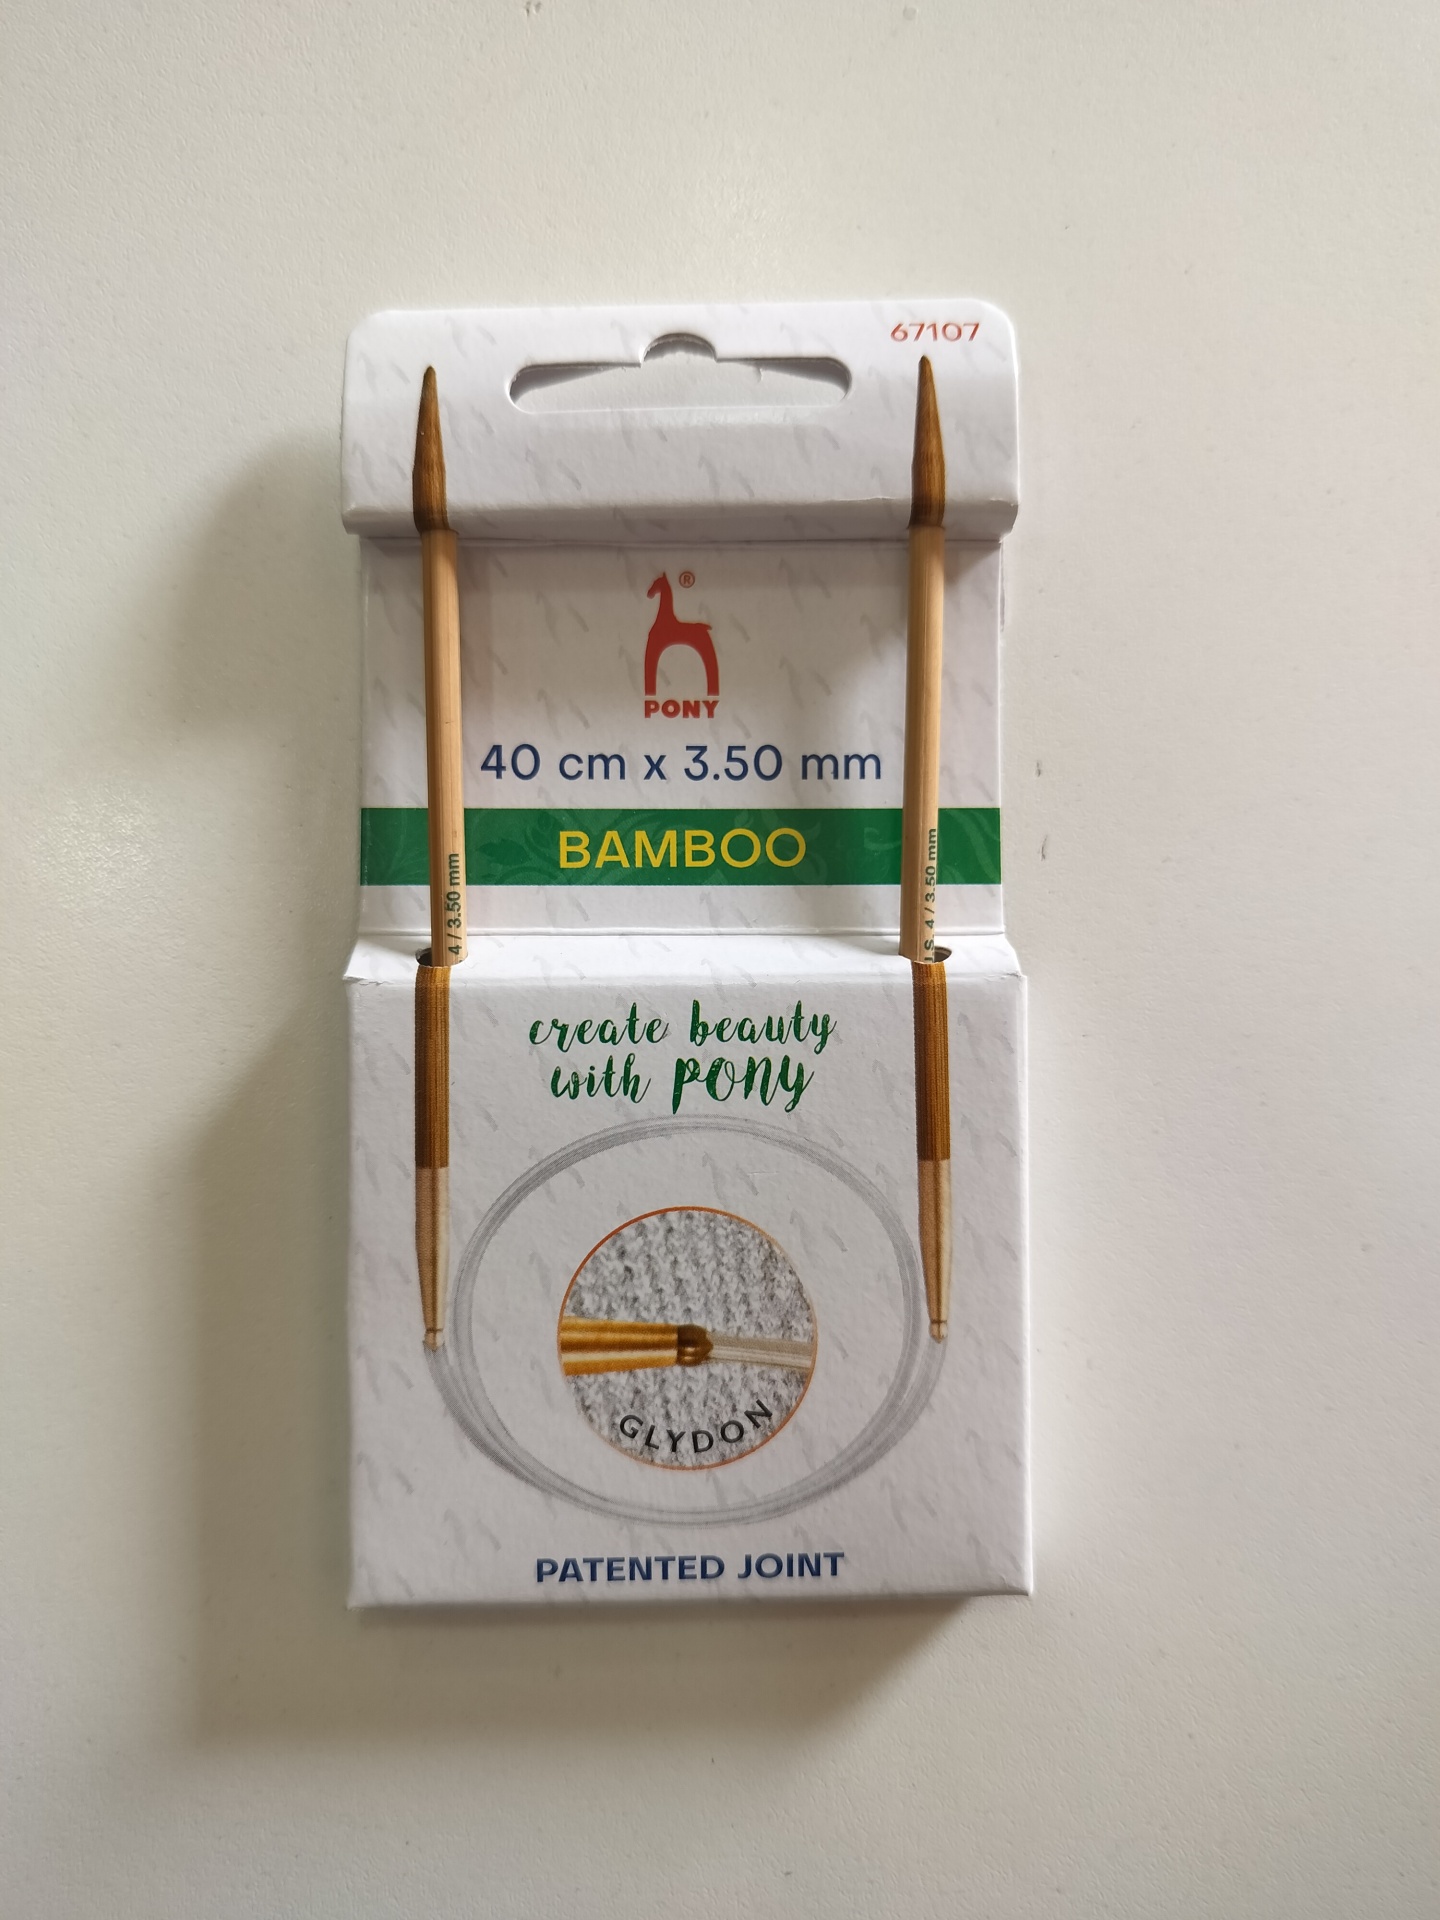 67107
®
PONY
40 cm x 3.50 mm
BAMBOO
4 / 3.50 mm
.S. 4 / 3.50 mm
create beauty
with PONY
GLYDON
PATENTED JOINT